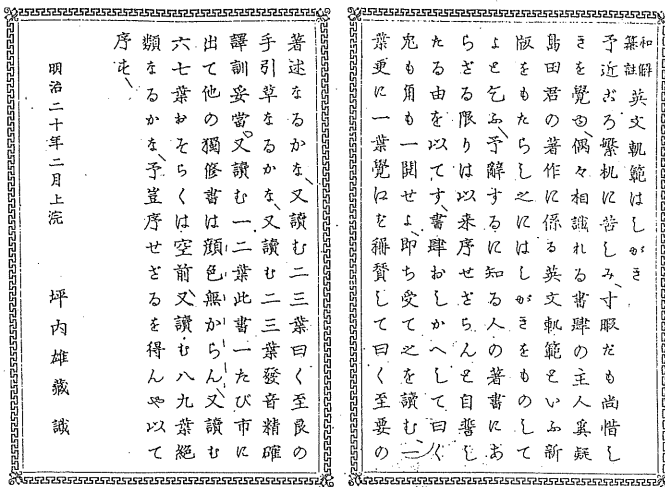 和解
纂註 英文軌範はしがき
予近ごろ繁机に苦しみ寸暇だも尚惜し
きを覺ゆ偶々相識れる書肆の主人奚疑
島田君の著作に係る英文軌範といふ新
版をもたらし之にはしがきをものして
よと乞ふ予辭するに知る人の著書にあ
らざる限りは以来序せざらんと自誓し
たる由を以てす書肆おしかへして曰く
兎も角も一閲せよ即ち受て之を讀む一
葉更に一葉覺江を稱賛して曰く至要の
著述なるかな又讀む二三葉曰く至良の
手引草なるかな又讀む二三葉發音精確
譯訓妥當又讀む一二葉此書一たび市に
出て他の獨修書は顔色無からん又讀む
六七葉おそらくは空前又讀む八九葉絶
類なるかな予豈序せざるを得んや以て
序と
明治二十年二月上浣
坪内雄藏識